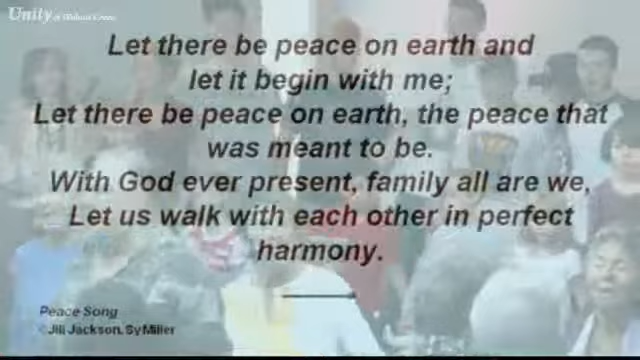 Unity of Walnut Creek
Let there be peace on earth and
let it begin with me;
Let there be peace on earth, the peace that
was meant to be.
With God ever present, family all are we,
Let us walk with each other in perfect
harmony.
Peace Song
©Jill Jackson, Sy Miller